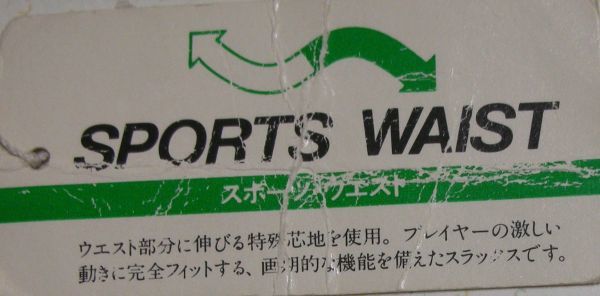 SPORTS WAIST
スポーツウエスト
ウエスト部分に伸びる特殊芯地を使用。プレイヤーの激しい
動きに完全フィットする、画期的な機能を備えたスラックスです。